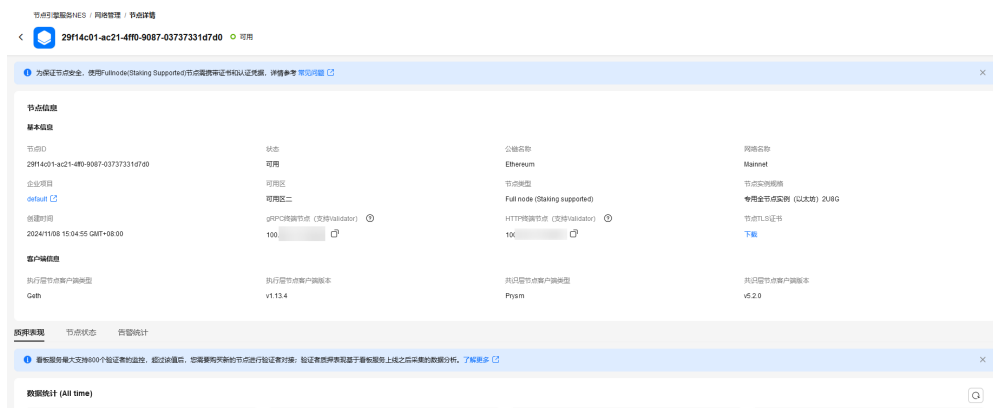 节点引擎服务NES / 网络管理 / 节点详情
29f14c01-ac21-4ff0-9087-03737331d7d0 可用
为保证节点安全，使用Fullnode(Staking Supported)节点需携带证书和认证凭据，详情参考 常见问题
节点信息
基本信息
节点ID 状态 公链名称 网络名称
29f14c01-ac21-4ff0-9087-03737331d7d0 可用 Ethereum Mainnet
企业项目 可用区 节点类型 节点实例规格
default 可用区二 Full node (Staking supported) 专用全节点实例（以太坊）2U8G
创建时间 gRPC终端节点（支持Validator） HTTP终端节点（支持Validator） 节点TLS证书
2024/11/08 15:04:55 GMT+08:00 100. 10 下载
客户端信息
执行层节点客户端类型 执行层节点客户端版本 共识层节点客户端类型 共识层节点客户端版本
Geth v1.13.4 Prysm v5.2.0
质押表现 节点状态 告警统计
看板服务最大支持800个验证者的监控，超过该值后，您需要购买新的节点进行验证者对接；验证者质押表现基于看板服务上线之后采集的数据分析。了解更多
数据统计 (All time)